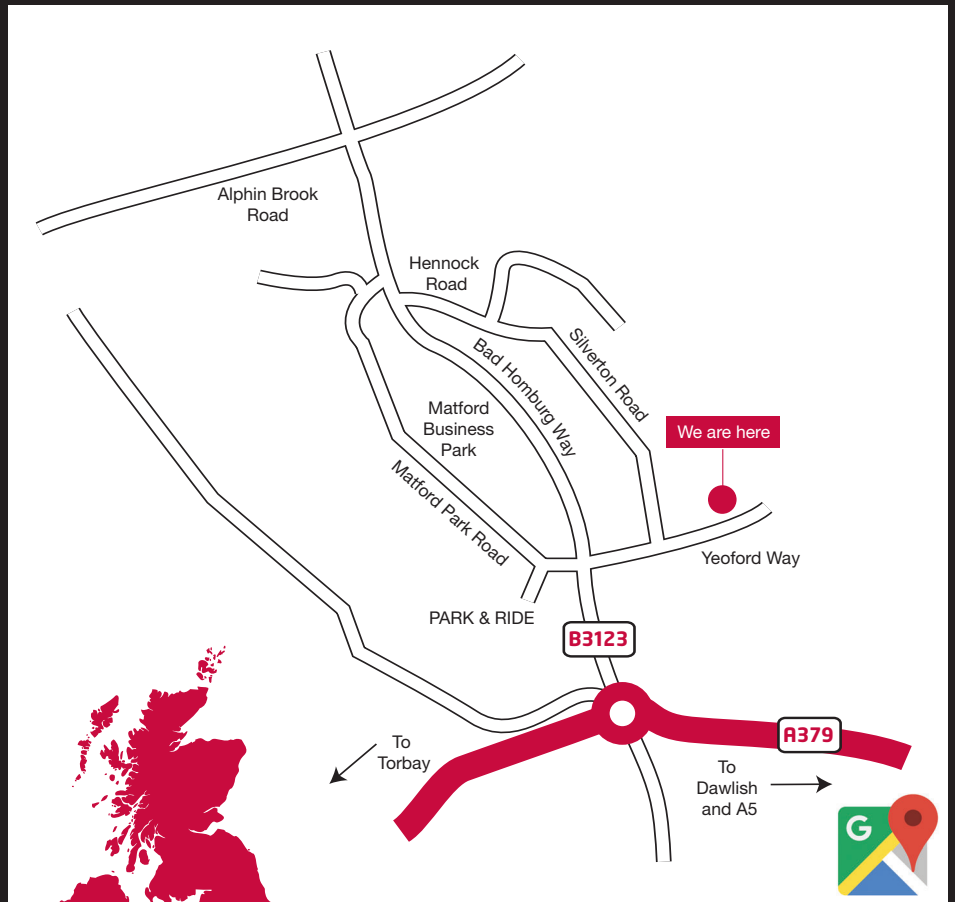 Alphin Brook
Road
Hennock
Road
Silverton Road
Bad Homburg Way
Matford
Business
Park
We are here
Matford Park Road
Yeoford Way
PARK & RIDE
B3123
A379
To
Torbay
To
Dawlish
and A5
G